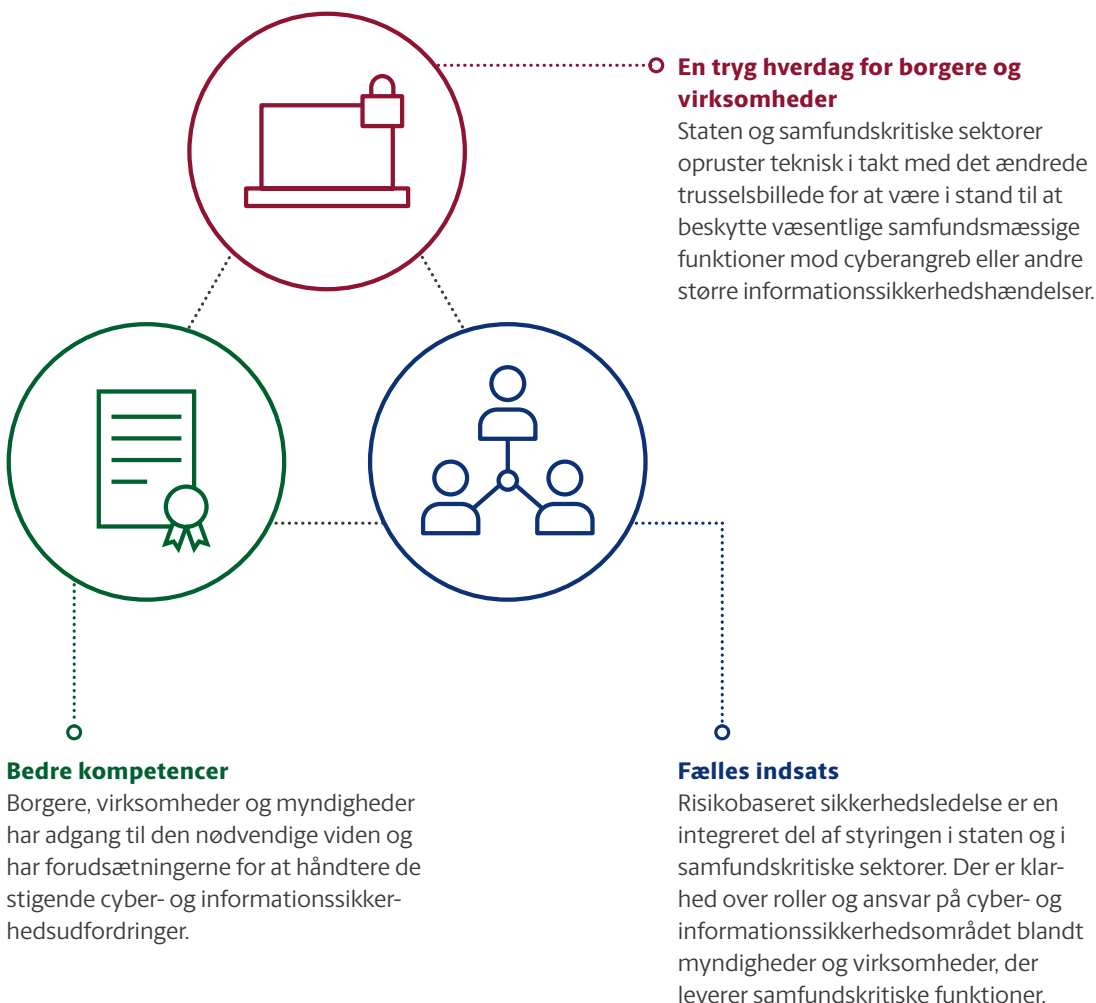 En tryg hverdag for borgere og
virksomheder
Staten og samfundskritiske sektorer
opruster teknisk i takt med det ændrede
trusselsbillede for at være i stand til at
beskytte væsentlige samfundsmæssige
funktioner mod cyberangreb eller andre
større informationssikkerhedshændelser.
Bedre kompetencer
Borgere, virksomheder og myndigheder
har adgang til den nødvendige viden og
har forudsætningerne for at håndtere de
stigende cyber- og informationssikker-
hedsudfordringer.
Fælles indsats
Risikobaseret sikkerhedsledelse er en
integreret del af styringen i staten og i
samfundskritiske sektorer. Der er klar-
hed over roller og ansvar på cyber- og
informationssikkerhedsområdet blandt
myndigheder og virksomheder, der
leverer samfundskritiske funktioner.